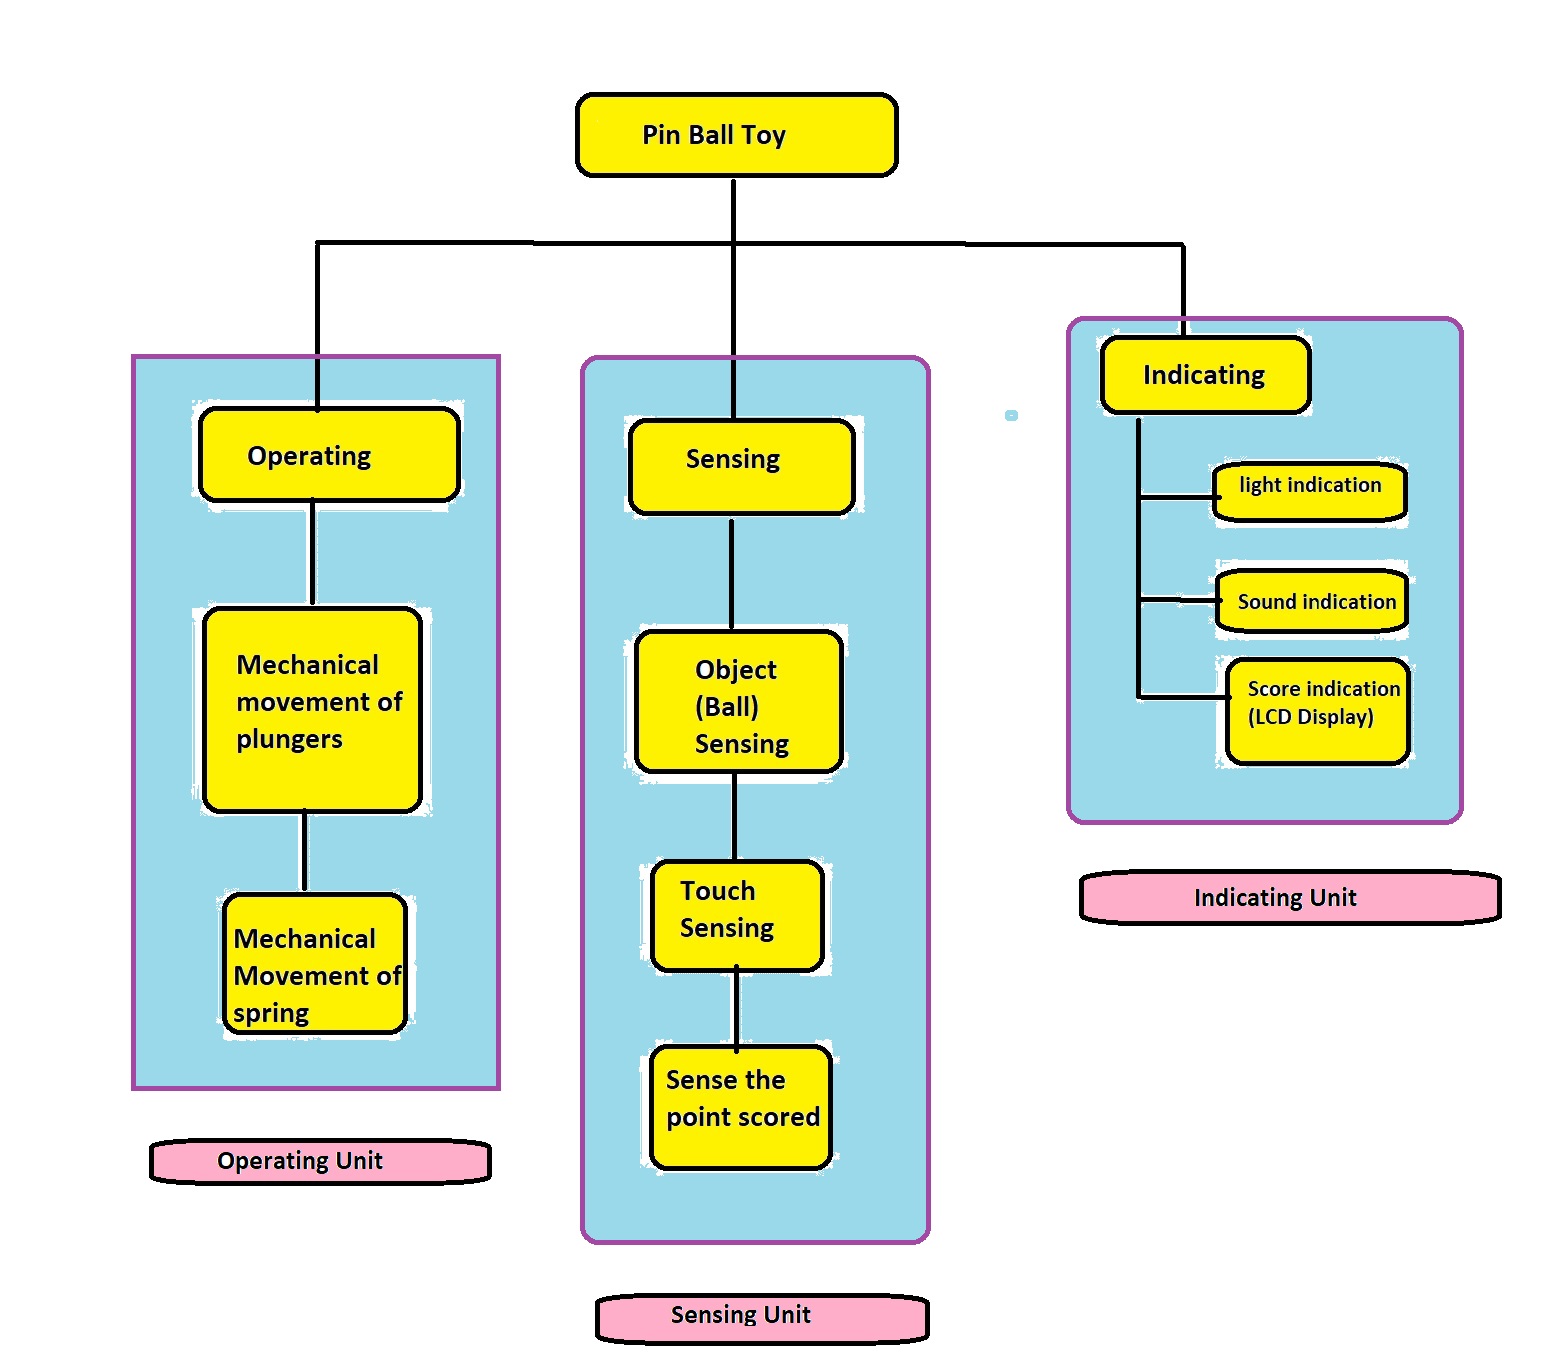 Pin Ball Toy
Operating
Mechanical
movement of
plungers
Mechanical
Movement of
spring
Operating Unit
Sensing
Object
(Ball)
Sensing
Touch
Sensing
Sense the
point scored
Sensing Unit
Indicating
light indication
Sound indication
Score indication
(LCD Display)
Indicating Unit